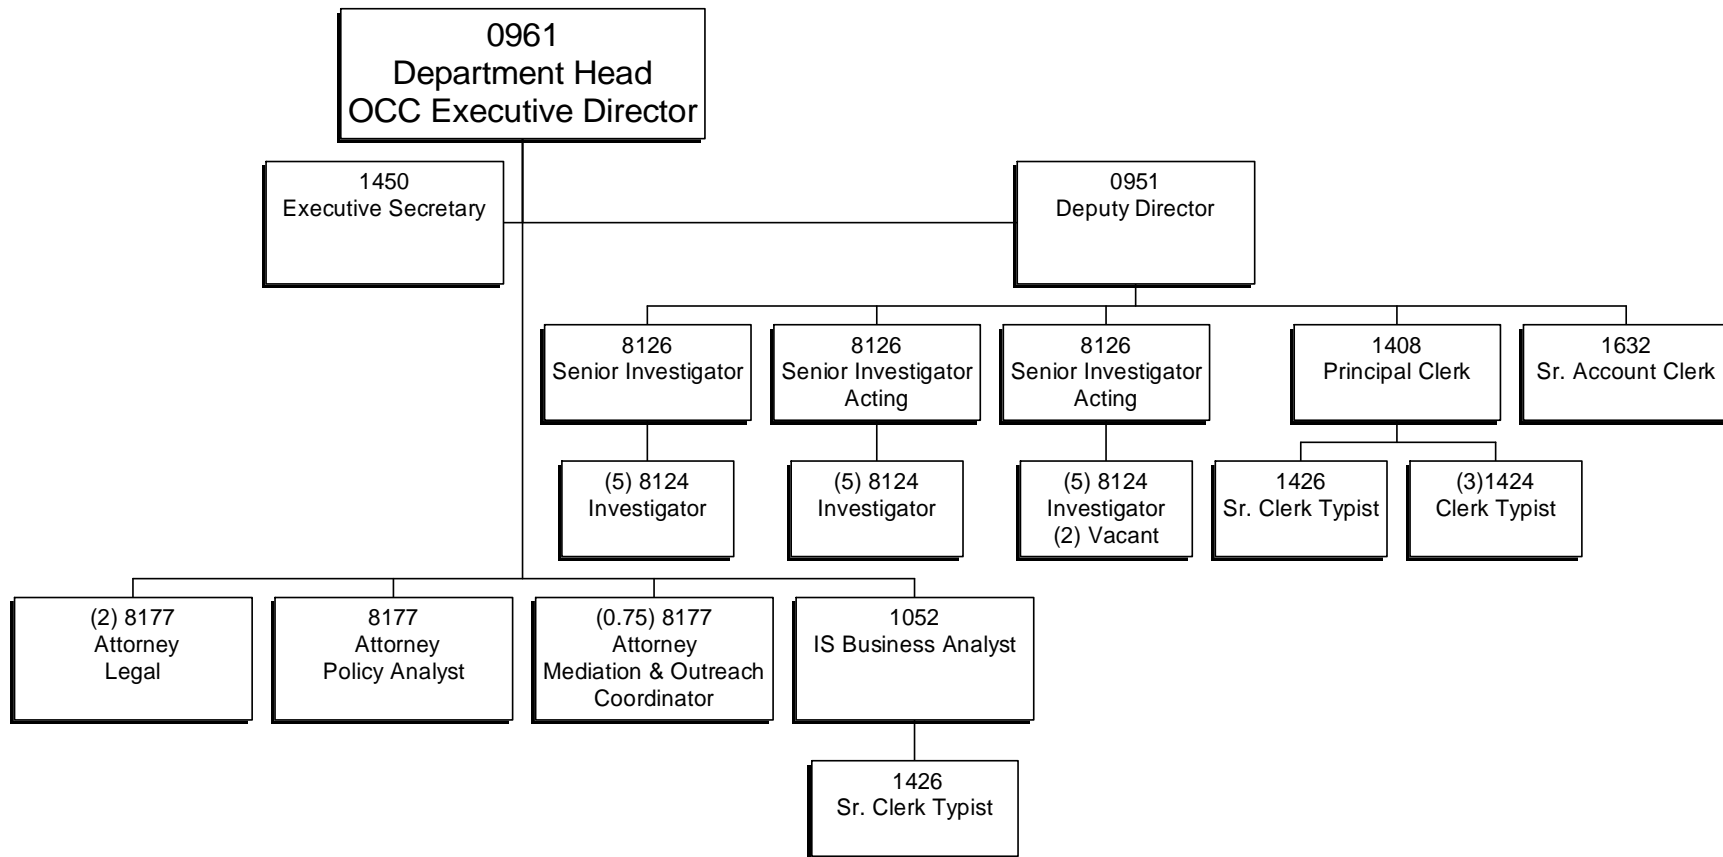 0961
Department Head
OCC Executive Director
1450
Executive Secretary
0951
Deputy Director
8126
Senior Investigator
8126
Senior Investigator
Acting
8126
Senior Investigator
Acting
1408
Principal Clerk
1632
Sr. Account Clerk
(5) 8124
Investigator
(5) 8124
Investigator
(5) 8124
Investigator
(2) Vacant
1426
Sr. Clerk Typist
(3)1424
Clerk Typist
(2) 8177
Attorney
Legal
8177
Attorney
Policy Analyst
(0.75) 8177
Attorney
Mediation & Outreach
Coordinator
1052
IS Business Analyst
1426
Sr. Clerk Typist